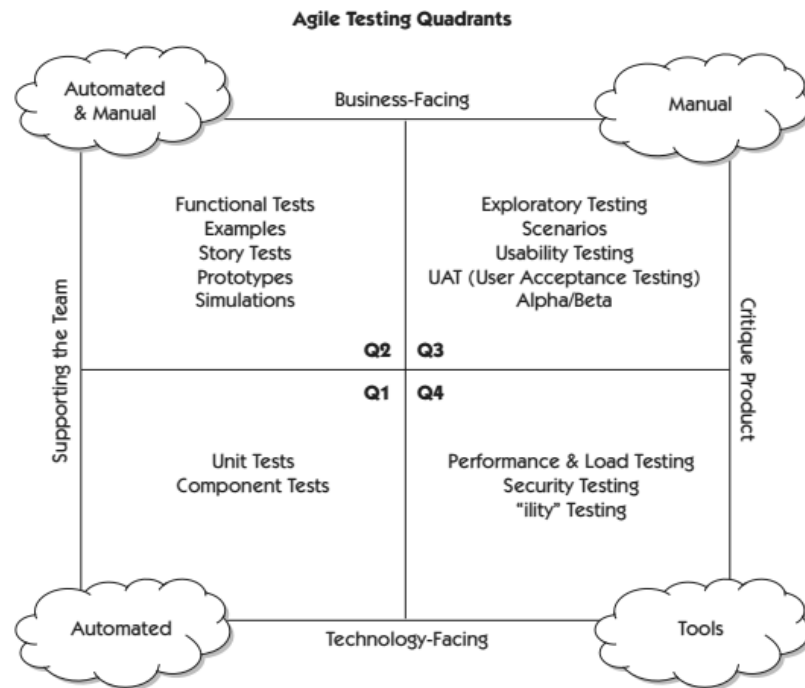 Agile Testing Quadrants
Automated
& Manual
Business-Facing
Manual
Functional Tests
Examples
Story Tests
Prototypes
Simulations
Exploratory Testing
Scenarios
Usability Testing
UAT (User Acceptance Testing)
Alpha/Beta
Supporting the Team
Q2
Q3
Critique Product
Q1
Q4
Unit Tests
Component Tests
Performance & Load Testing
Security Testing
"ility" Testing
Automated
Technology-Facing
Tools